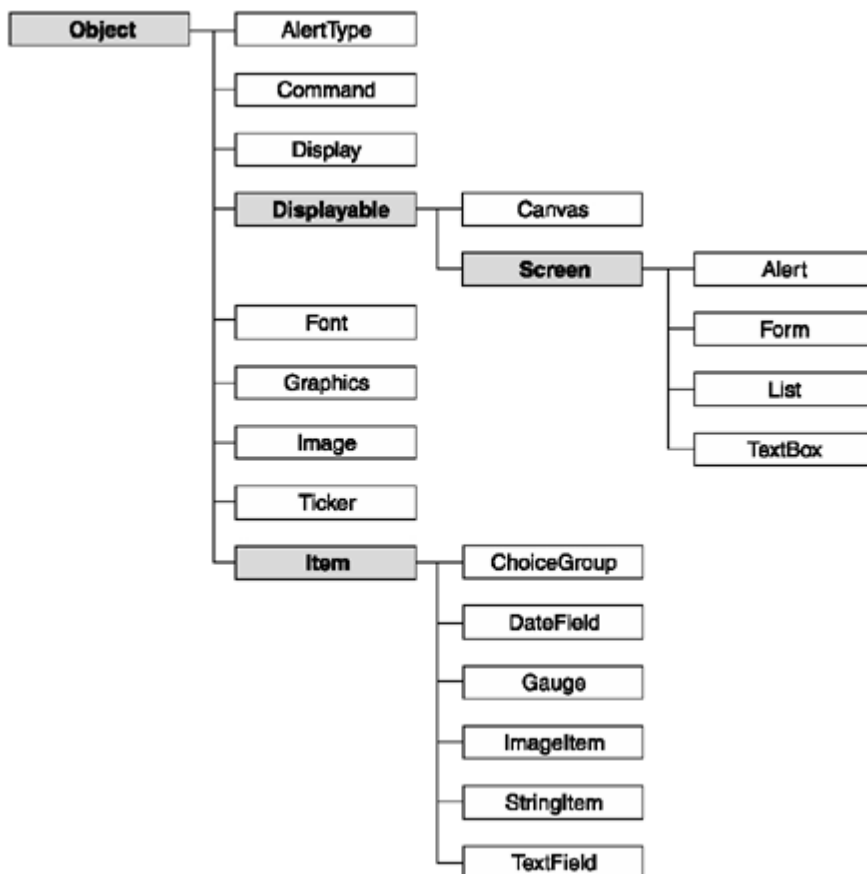 Object
AlertType
Command
Display
Displayable
Canvas
Screen
Alert
Form
List
TextBox
Font
Graphics
Image
Ticker
Item
ChoiceGroup
DateField
Gauge
ImageItem
StringItem
TextField